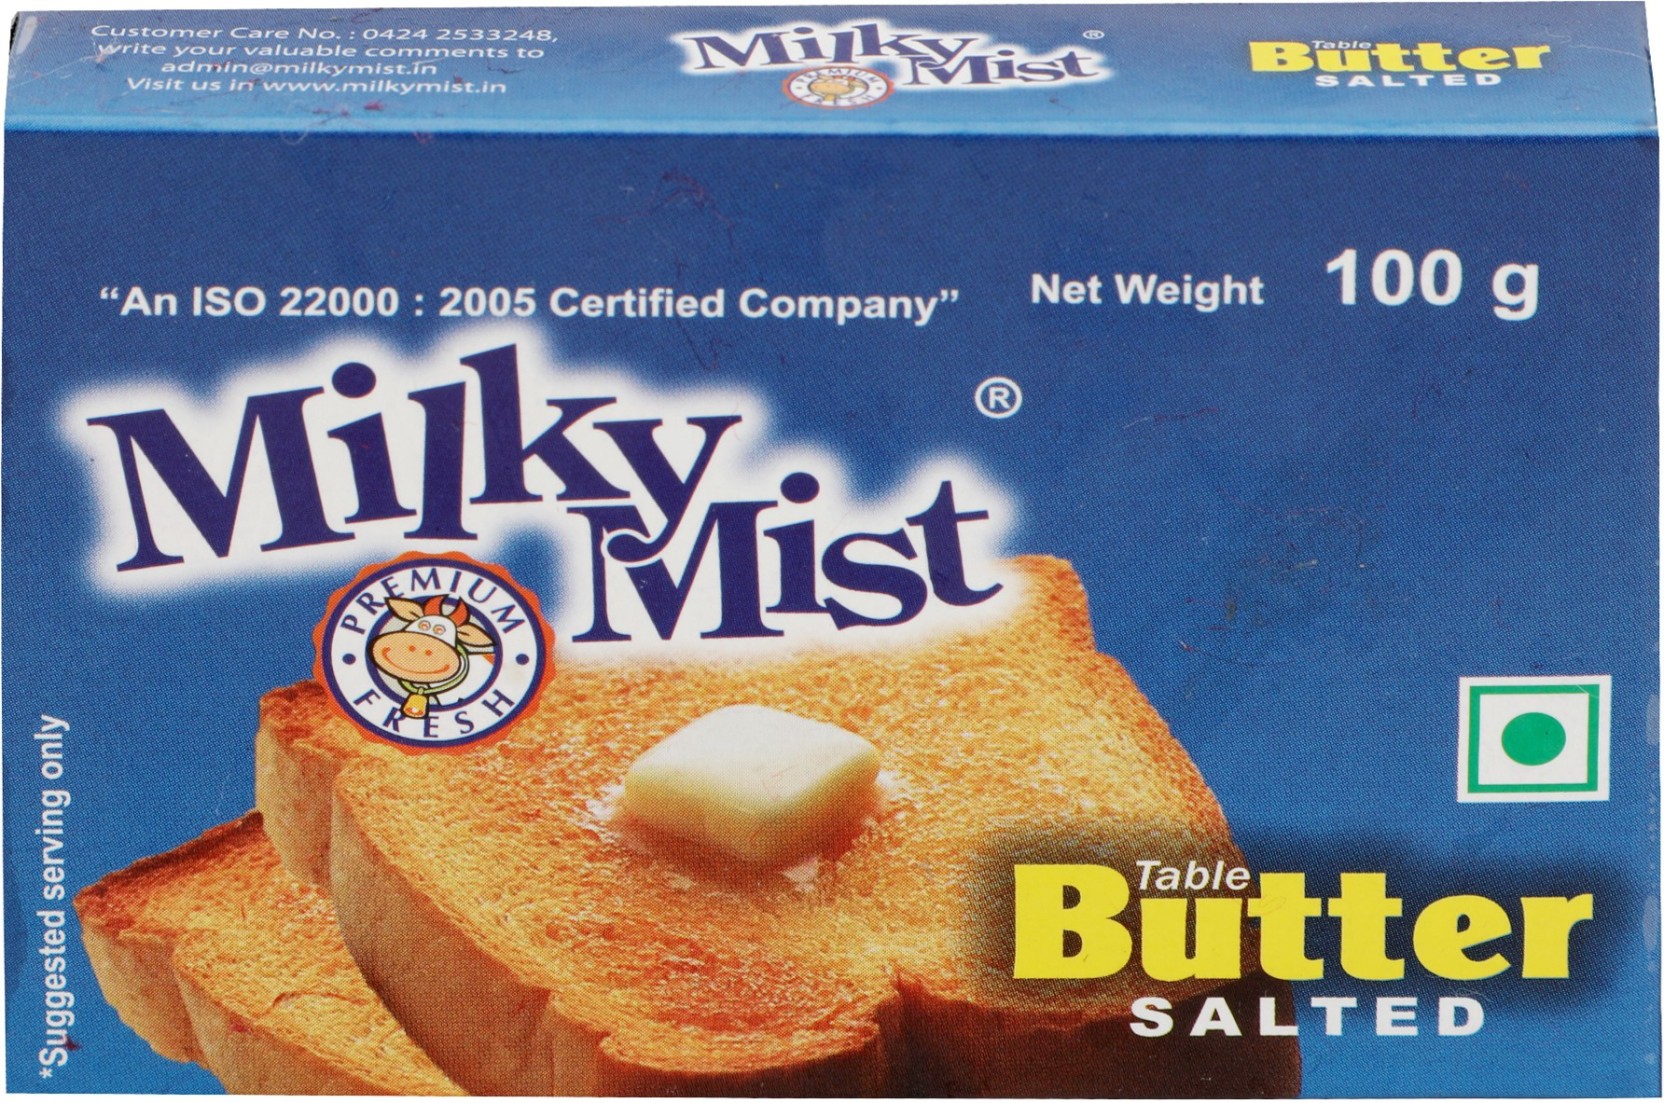 Customer Care No. : 0424 2533248,
write your valuable comments to
admin@milkymist.in
Visit us in www.milkymist.in
Milky Mist ®
PREMIUM FRESH
Table
Butter
SALTED
“An ISO 22000 : 2005 Certified Company”
Net Weight 100 g
Milky
Mist ®
PREMIUM
FRESH
*Suggested serving only
Table
Butter
SALTED